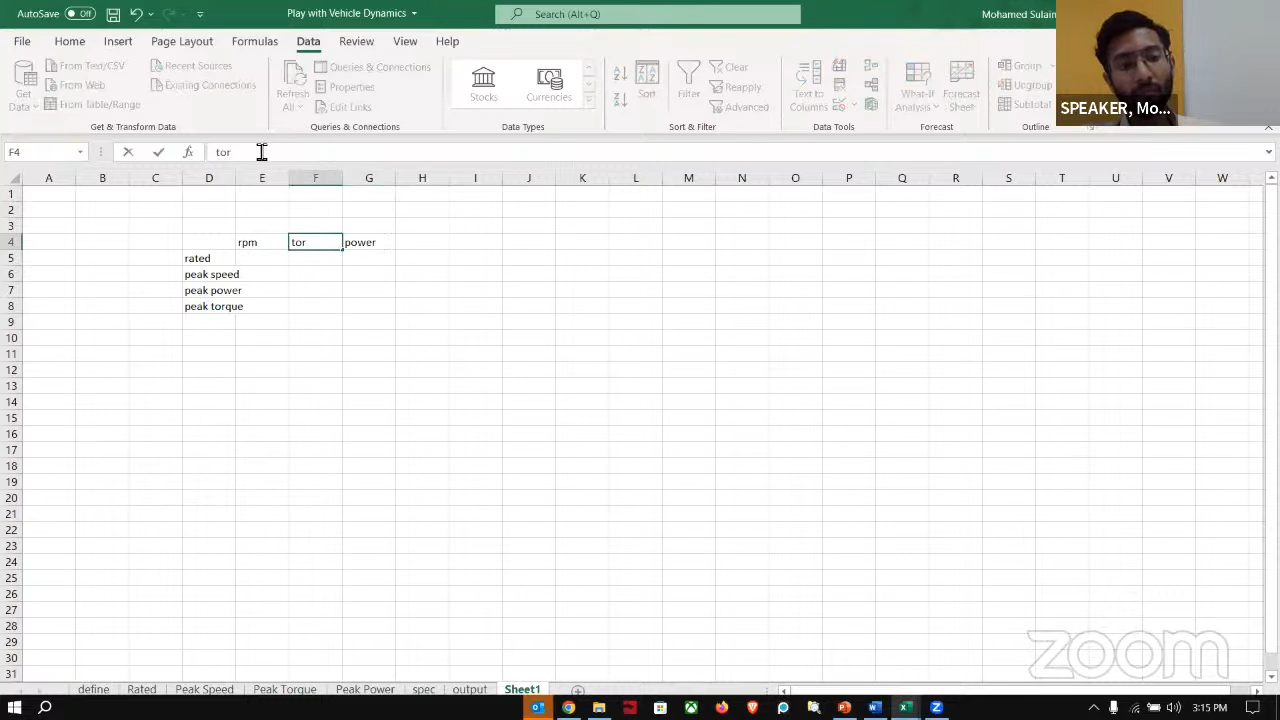 AutoSave Off Play with Vehicle Dynamics Search (Alt+Q) Mohamed Sulain
File Home Insert Page Layout Formulas Data Review View Help
Get Data From Text/CSV From Web From Table/Range Recent Sources Existing Connections
Refresh All Queries & Connections Properties Edit Links
Stocks Currencies
Sort Filter Clear Reapply Advanced
Text to Columns What-If Analysis Forecast Sheet Group Ungroup Subtotal
Get & Transform Data Queries & Connections Data Types Sort & Filter Data Tools Forecast Outline
SPEAKER, Mo...
F4 fx tor
A B C D E F G H I J K L M N O P Q R S T U V W
1
2
3
4 rpm tor power
5 rated
6 peak speed
7 peak power
8 peak torque
9
10
11
12
13
14
15
16
17
18
19
20
21
22
23
24
25
26
27
28
29
30
31
zoom
define Rated Peak Speed Peak Torque Peak Power spec output Sheet1
3:15 PM